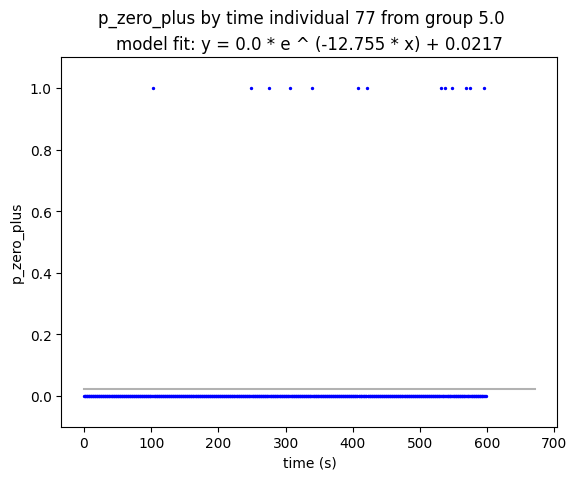 p_zero_plus by time individual 77 from group 5.0
model fit: y = 0.0 * e ^ (-12.755 * x) + 0.0217
1.0
0.8
0.6
0.4
0.2
0.0
p_zero_plus
0 100 200 300 400 500 600 700
time (s)